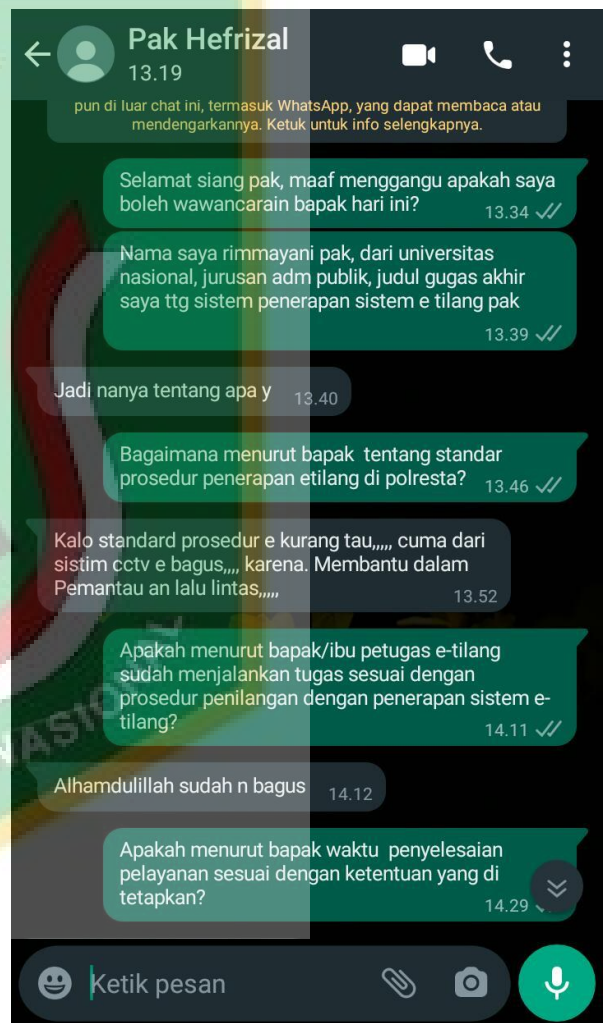 Pak Hefrizal
13.19
pun di luar chat ini, termasuk WhatsApp, yang dapat membaca atau
mendengarkannya. Ketuk untuk info selengkapnya.
Selamat siang pak, maaf menggangu apakah saya
boleh wawancarain bapak hari ini?
13.34
Nama saya rimmayani pak, dari universitas
nasional, jurusan adm publik, judul gugas akhir
saya ttg sistem penerapan sistem e tilang pak
13.39
Jadi nanya tentang apa y
13.40
Bagaimana menurut bapak tentang standar
prosedur penerapan etilang di polresta?
13.46
Kalo standard prosedur e kurang tau,,,,, cuma dari
sistim cctv e bagus,,,, karena. Membantu dalam
Pemantau an lalu lintas,,,,,
13.52
Apakah menurut bapak/ibu petugas e-tilang
sudah menjalankan tugas sesuai dengan
prosedur penilangan dengan penerapan sistem e-
tilang?
14.11
Alhamdulillah sudah n bagus
14.12
Apakah menurut bapak waktu penyelesaian
pelayanan sesuai dengan ketentuan yang di
tetapkan?
14.29
Ketik pesan
NASIONAL